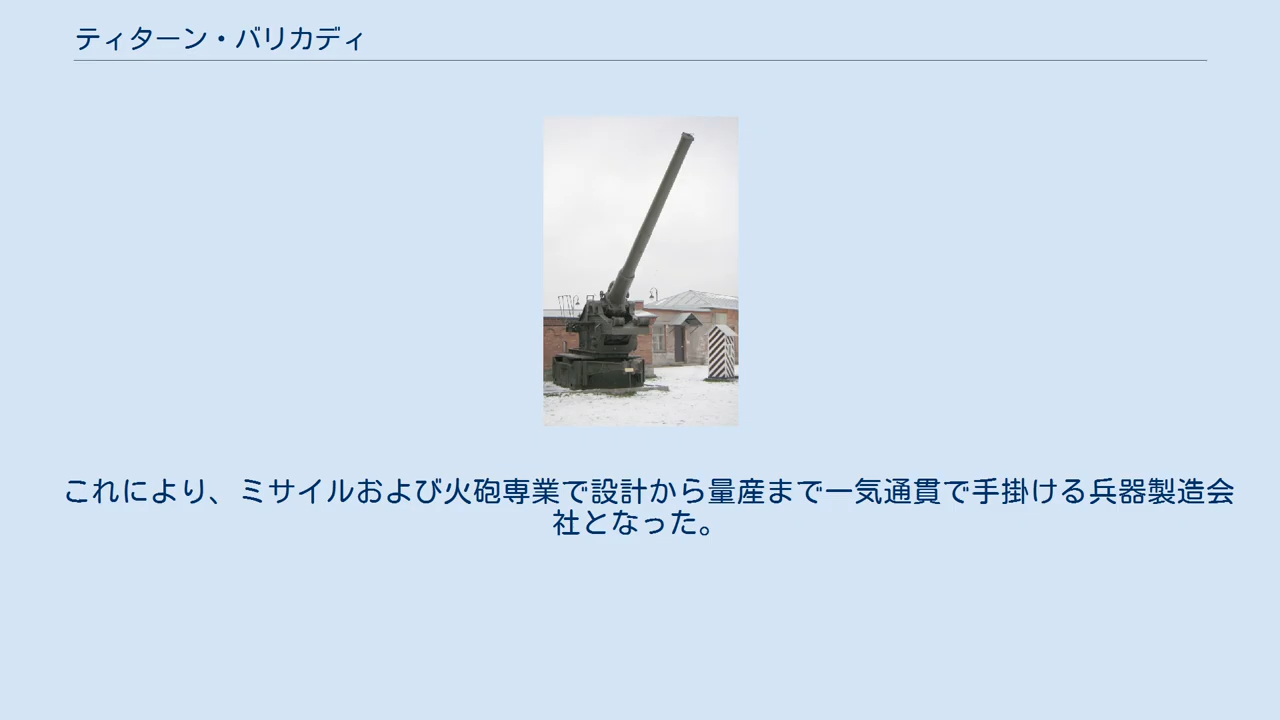 ティターン・バリカディ
これにより、ミサイルおよび火砲専業で設計から量産まで一気通貫で手掛ける兵器製造会
社となった。